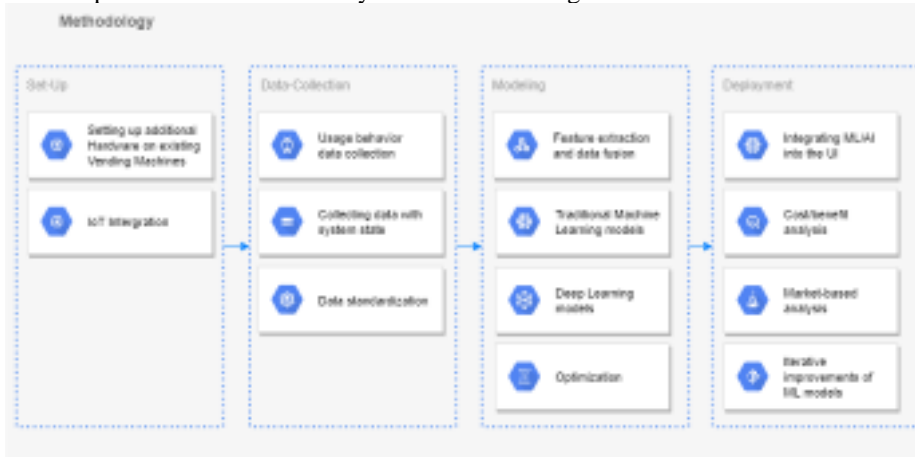 Methodology
Set-Up
Setting up additional
Hardware on existing
Vending Machines
IoT Intergration
Data-Collection
Usage behavior
data collection
Collecting data with
system state
Data standardization
Modeling
Feature extraction
and data fusion
Traditional Machine
Learning models
Deep Learning
models
Optimization
Deployment
Integrating ML/AI
into the UI
Cost/benefit
analysis
Market-based
analysis
Iterative
improvements of
ML models